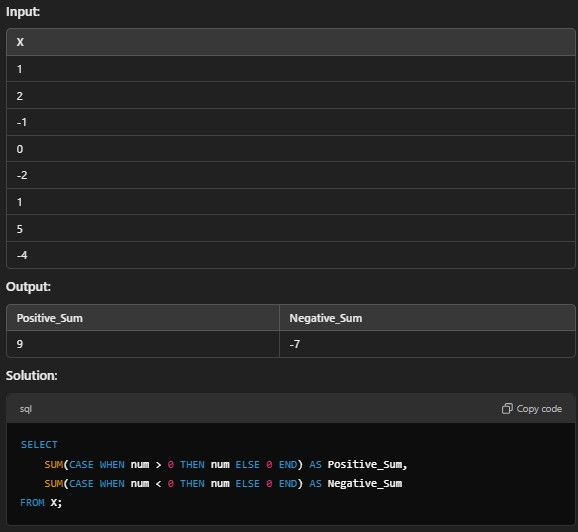 Input:
X
1
2
-1
0
-2
1
5
-4
Output:
Positive_Sum Negative_Sum
9 -7
Solution:
sql Copy code
SELECT
SUM(CASE WHEN num > 0 THEN num ELSE 0 END) AS Positive_Sum,
SUM(CASE WHEN num < 0 THEN num ELSE 0 END) AS Negative_Sum
FROM X;